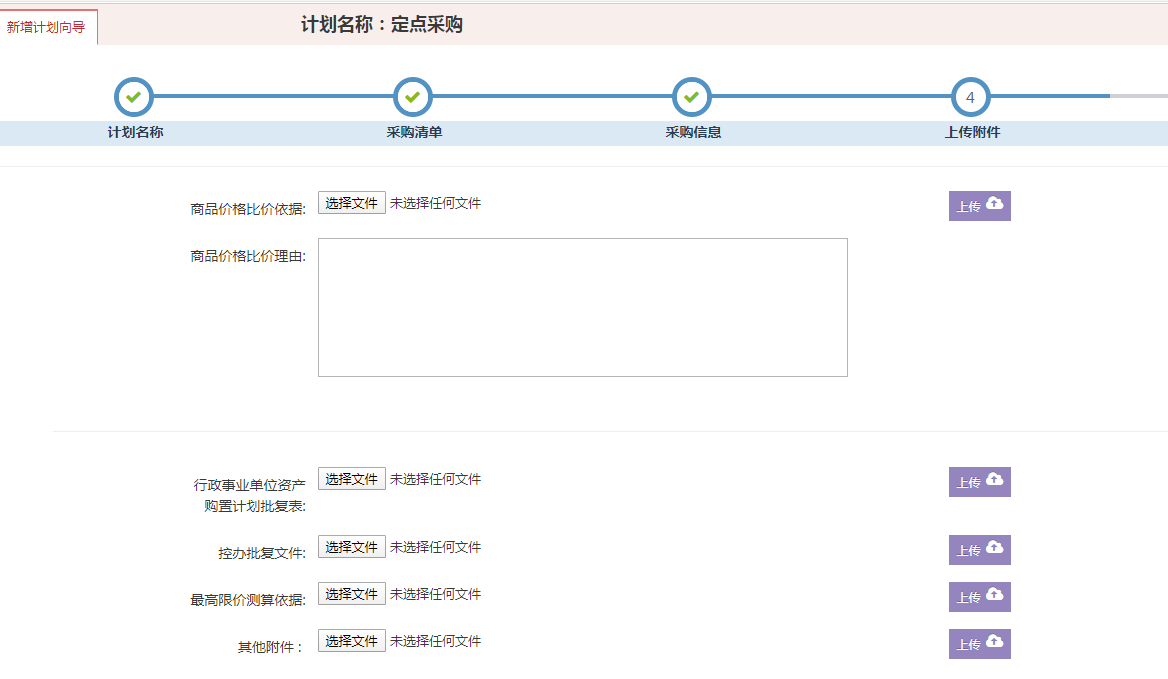 新增计划向导
计划名称：定点采购
4
计划名称
采购清单
采购信息
上传附件
商品价格比价依据:
选择文件 未选择任何文件
上传
商品价格比价理由:
行政事业单位资产
购置计划批复表:
选择文件 未选择任何文件
上传
控办批复文件:
选择文件 未选择任何文件
上传
最高限价测算依据:
选择文件 未选择任何文件
上传
其他附件：
选择文件 未选择任何文件
上传